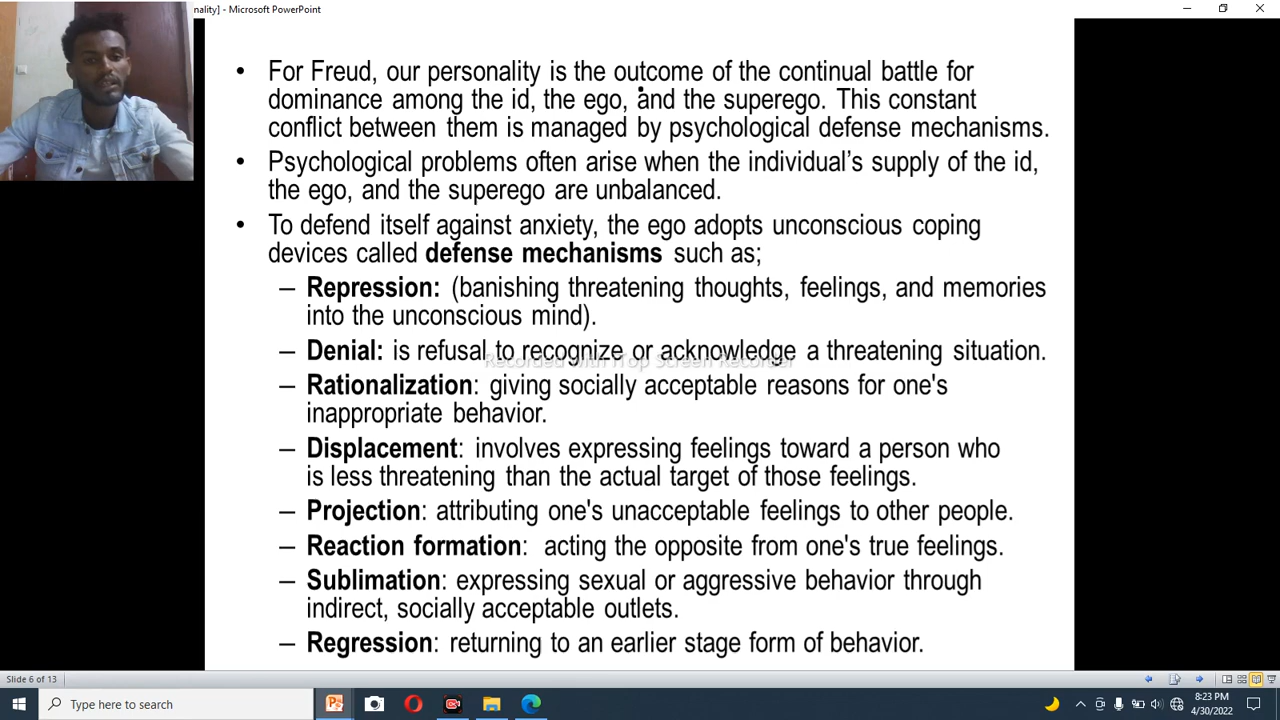 nality] - Microsoft PowerPoint
• For Freud, our personality is the outcome of the continual battle for
dominance among the id, the ego, and the superego. This constant
conflict between them is managed by psychological defense mechanisms.
• Psychological problems often arise when the individual's supply of the id,
the ego, and the superego are unbalanced.
• To defend itself against anxiety, the ego adopts unconscious coping
devices called defense mechanisms such as;
– Repression: (banishing threatening thoughts, feelings, and memories
into the unconscious mind).
– Denial: is refusal to recognize or acknowledge a threatening situation.
Recorded with iTop Screen Recorder
– Rationalization: giving socially acceptable reasons for one's
inappropriate behavior.
– Displacement: involves expressing feelings toward a person who
is less threatening than the actual target of those feelings.
– Projection: attributing one's unacceptable feelings to other people.
– Reaction formation: acting the opposite from one's true feelings.
– Sublimation: expressing sexual or aggressive behavior through
indirect, socially acceptable outlets.
– Regression: returning to an earlier stage form of behavior.
Slide 6 of 13
Type here to search
8:23 PM
4/30/2022